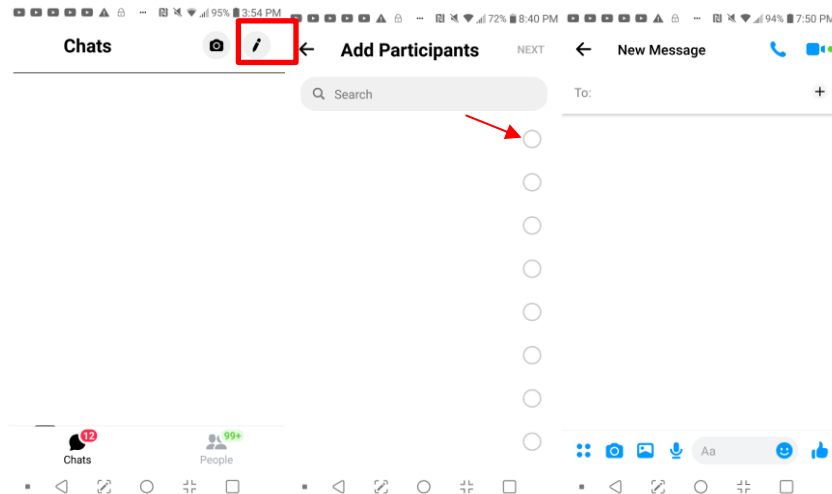 95% 3:54 PM
Chats
12
Chats
99+
People
72% 8:40 PM
Add Participants
NEXT
Search
94% 7:50 PM
New Message
To:
+
Aa